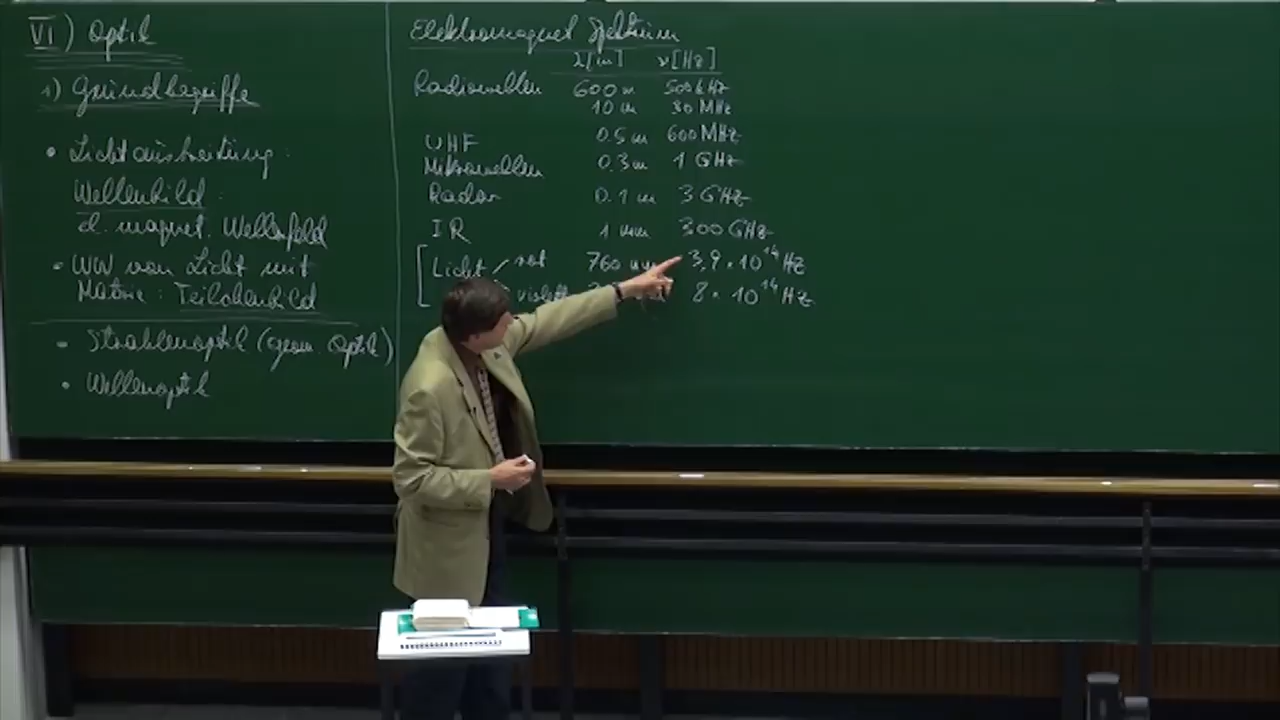 VI) Optik
1) Grundbegriffe
• Lichtausbreitung:
Wellenbild:
el. magnet. Wellenfeld
• WW von Licht mit
Materie: Teilchenbild
- Strahlenoptik (geom. Optik)
• Wellenoptik
Elektromagnet Spektrum
λ[m] ν[Hz]
Radiowellen 600 m 500 kHz
10 m 30 MHz
UHF 0.5 m 600 MHz
Mikrowellen 0.3 m 1 GHz
Radar 0.1 m 3 GHz
IR 1 mm 300 GHz
Licht rot 760 nm 3,9 × 10¹⁴ Hz
violett 8 × 10¹⁴ Hz